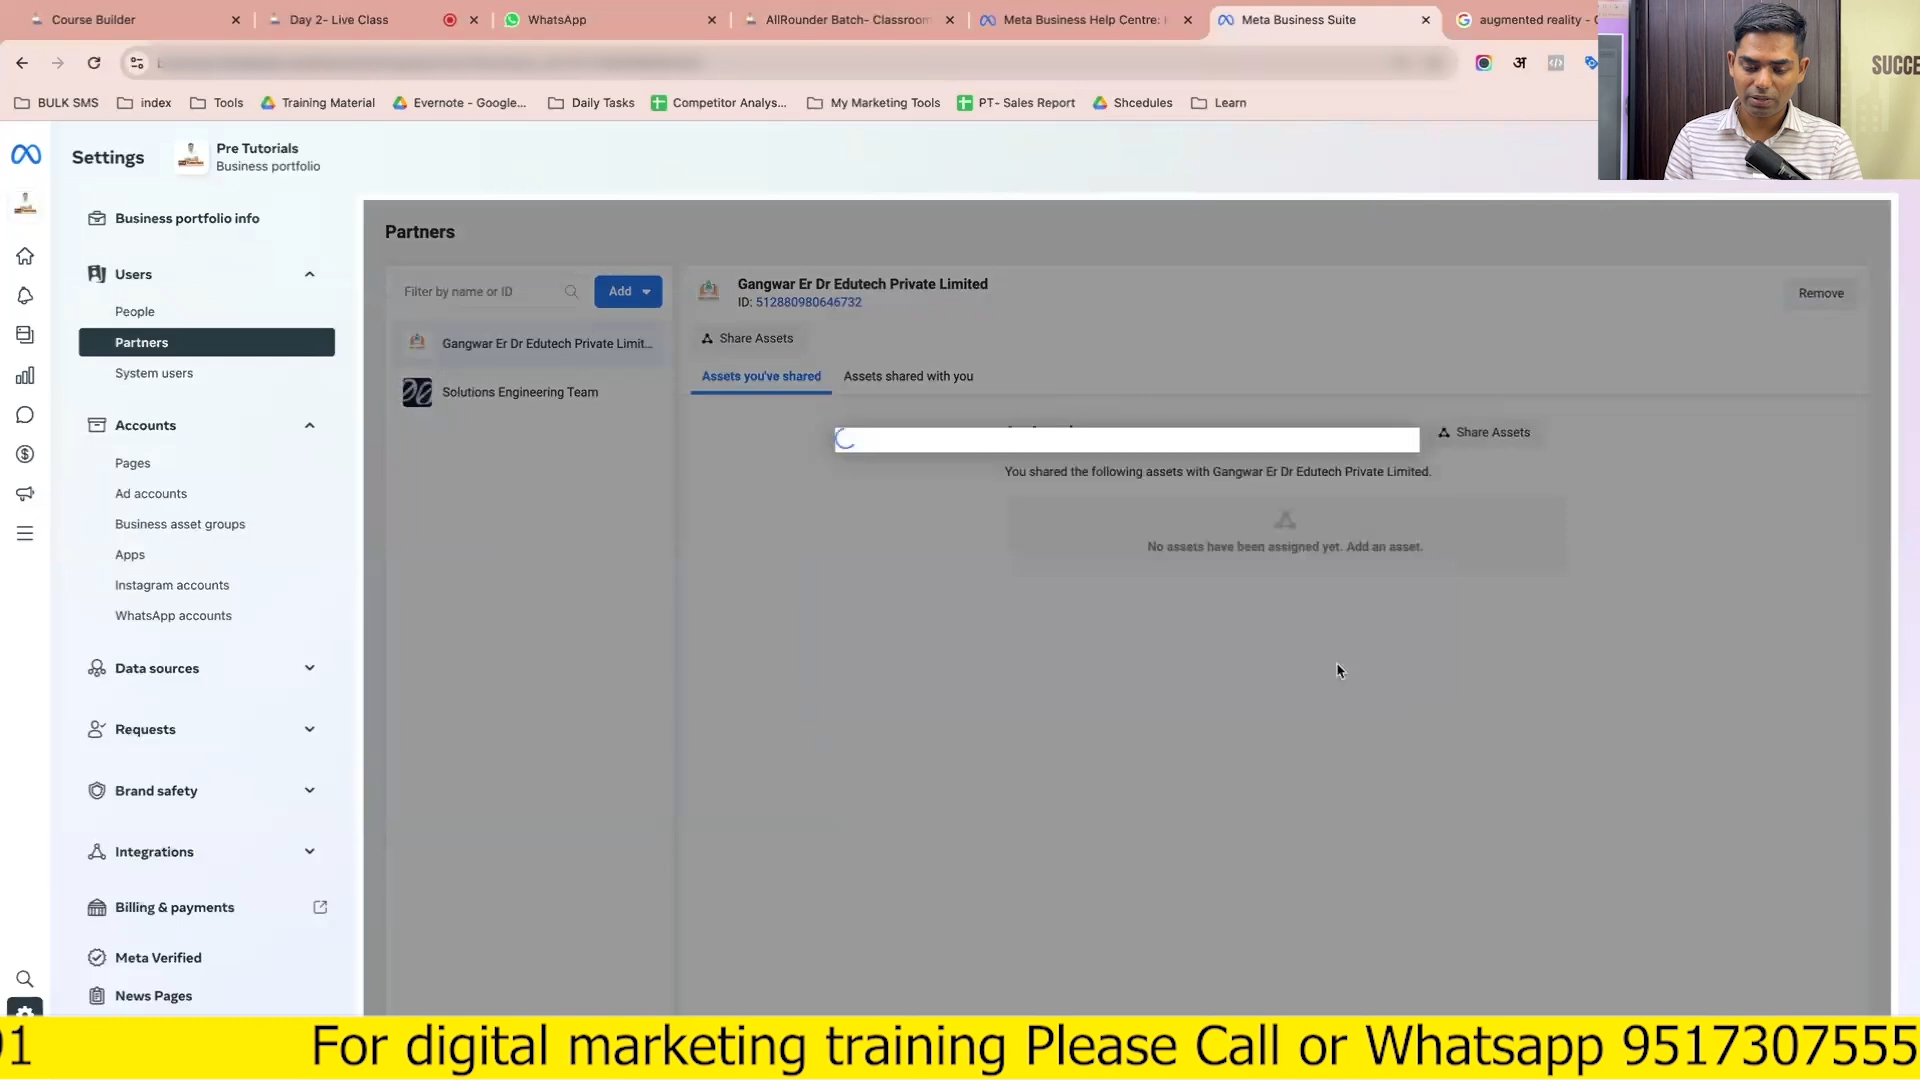 Course Builder
Day 2- Live Class
WhatsApp
AllRounder Batch- Classroom
Meta Business Help Centre:
Meta Business Suite
augmented reality -
SUCCE
BULK SMS
index
Tools
Training Material
Evernote - Google...
Daily Tasks
Competitor Analys...
My Marketing Tools
PT- Sales Report
Shcedules
Learn
अ
Settings
Pre Tutorials
Business portfolio
Business portfolio info
Users
People
Partners
System users
Accounts
Pages
Ad accounts
Business asset groups
Apps
Instagram accounts
WhatsApp accounts
Data sources
Requests
Brand safety
Integrations
Billing & payments
Meta Verified
News Pages
Partners
Filter by name or ID
Add
Gangwar Er Dr Edutech Private Limit...
Solutions Engineering Team
Gangwar Er Dr Edutech Private Limited
ID: 512880980646732
Remove
Share Assets
Assets you've shared
Assets shared with you
Share Assets
You shared the following assets with Gangwar Er Dr Edutech Private Limited.
No assets have been assigned yet. Add an asset.
01 For digital marketing training Please Call or Whatsapp 9517307555